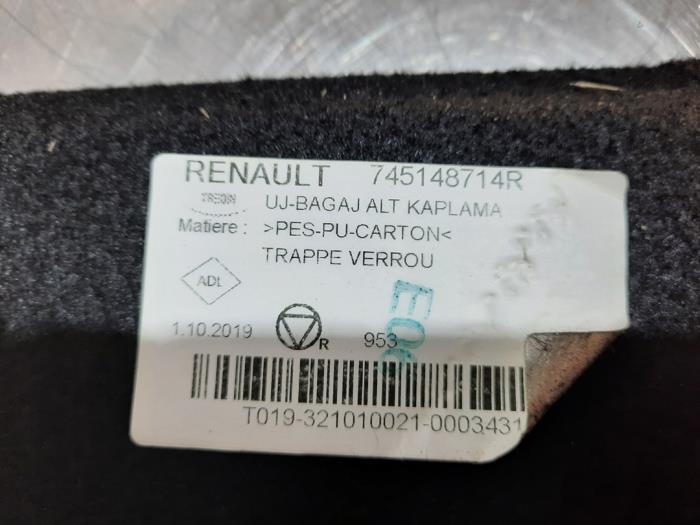 RENAULT 745148714R
UJ-BAGAJ ALT KAPLAMA
Matiere : >PES-PU-CARTON<
TRAPPE VERROU
ADL
1.10.2019 R 953
E06
T019-321010021-0003431